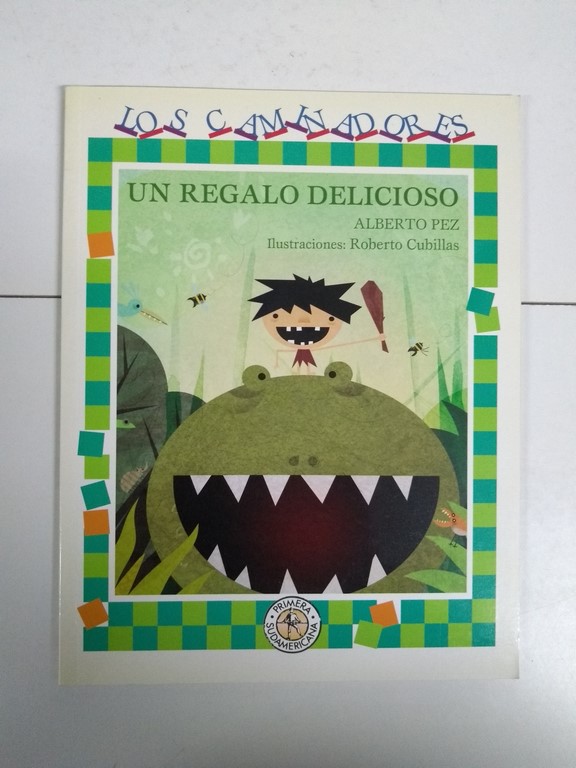 LOS CAMINADORES
UN REGALO DELICIOSO
ALBERTO PEZ
Ilustraciones: Roberto Cubillas
PRIMERA
SUDAMERICANA